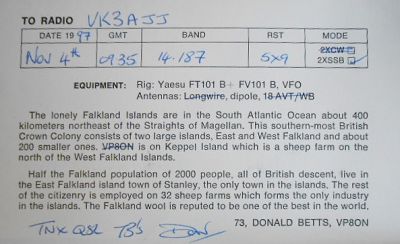 TO RADIO VK3AJJ
DATE 1997 GMT BAND RST MODE
Nov 4th 0935 14.187 5x9 2XCW
2XSSB
EQUIPMENT: Rig: Yaesu FT101 B + FV101 B, VFO
Antennas: Longwire, dipole, 18 AVT/WB
The lonely Falkland Islands are in the South Atlantic Ocean about 400
kilometers northeast of the Straights of Magellan. This southern-most British
Crown Colony consists of two large islands, East and West Falkland and about
200 smaller ones. VP8ON is on Keppel Island which is a sheep farm on the
north of the West Falkland Islands.
Half the Falkland population of 2000 people, all of British descent, live in
the East Falkland island town of Stanley, the only town in the islands. The rest
of the citizenry is employed on 32 sheep farms which forms the only industry
in the islands. The Falkland wool is reputed to be one of the best in the world.
TNX QSL 73's Don
73, DONALD BETTS, VP8ON